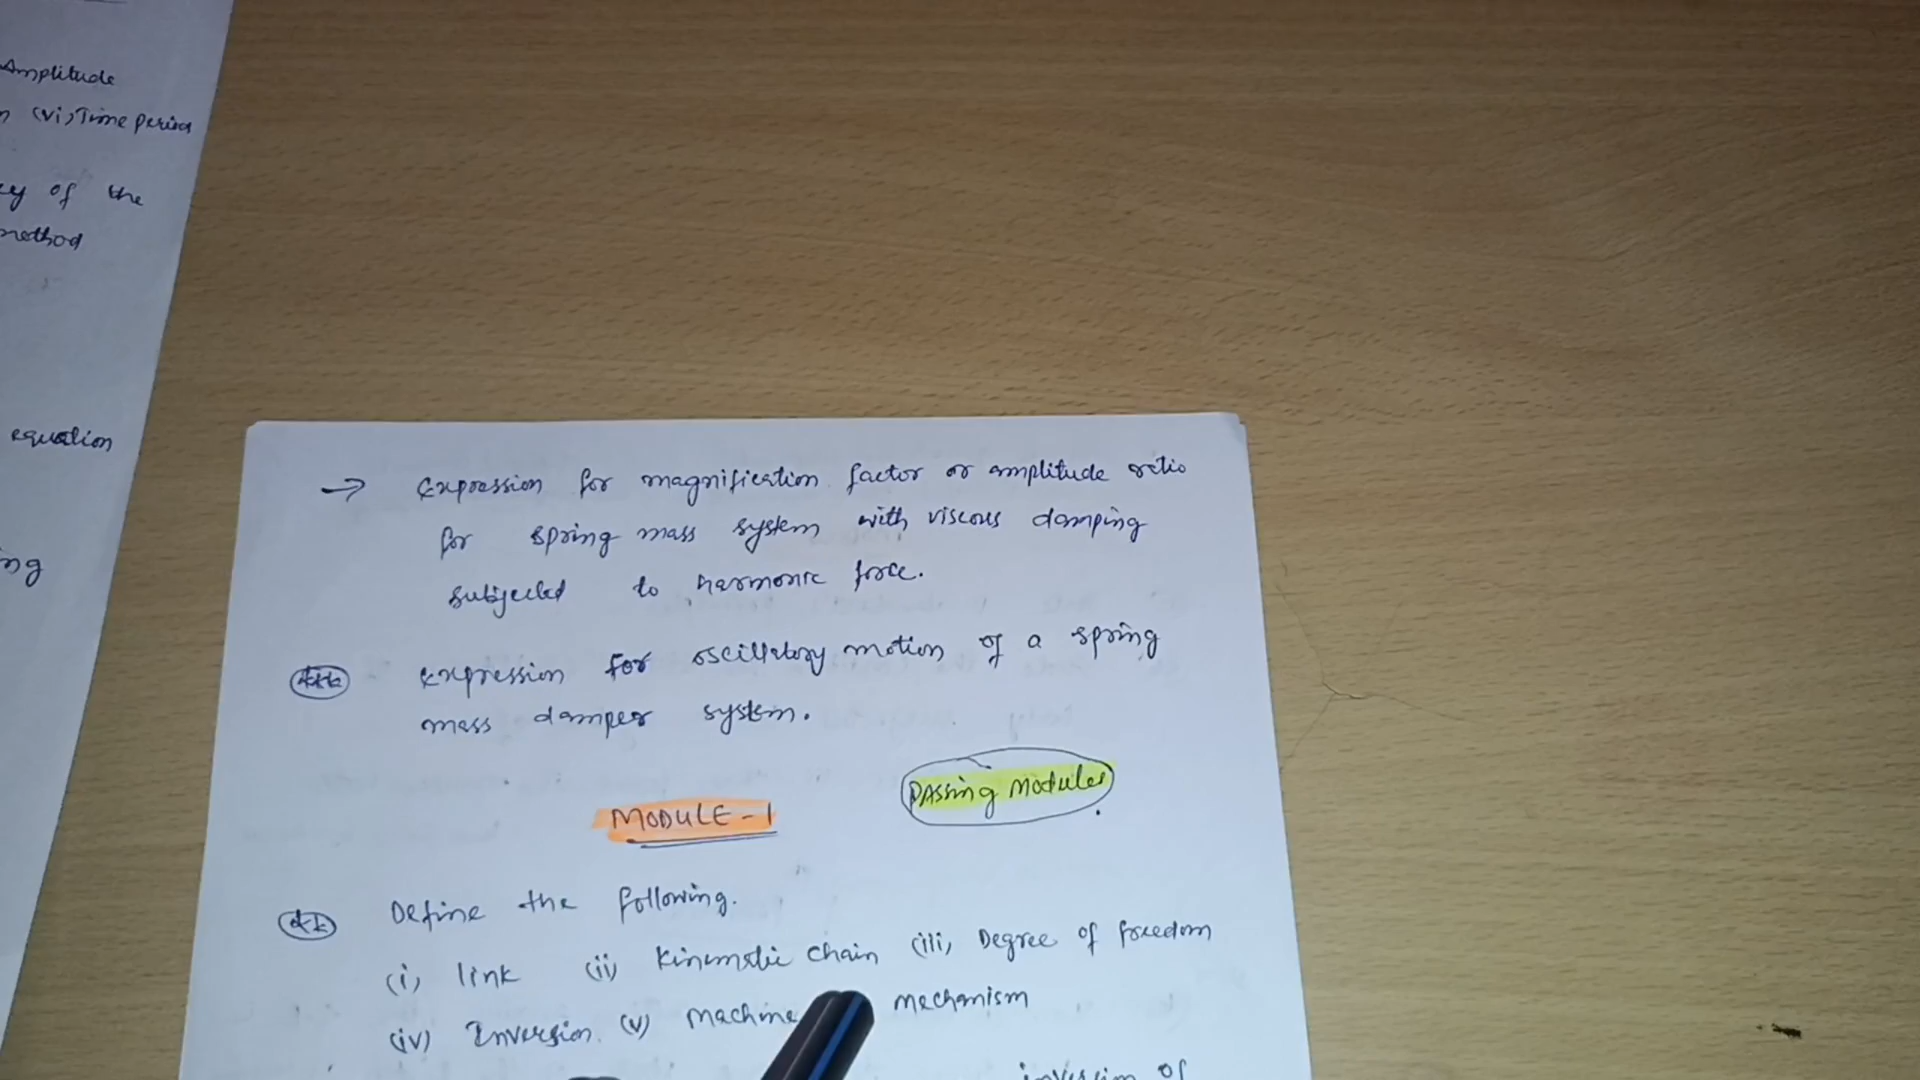 Amplitude
(vi) Time period
of the
method
equation
→ Expression for magnification factor or amplitude ratio
for spring mass system with viscous damping
subjected to harmonic force.
Expression for oscillatory motion of a spring
mass damper system.
PASSing Modules
MODULE-1
Define the following.
(i) link (ii) Kinematic chain (iii) Degree of freedom
(iv) Inversion (v) Machine mechanism
inversion of